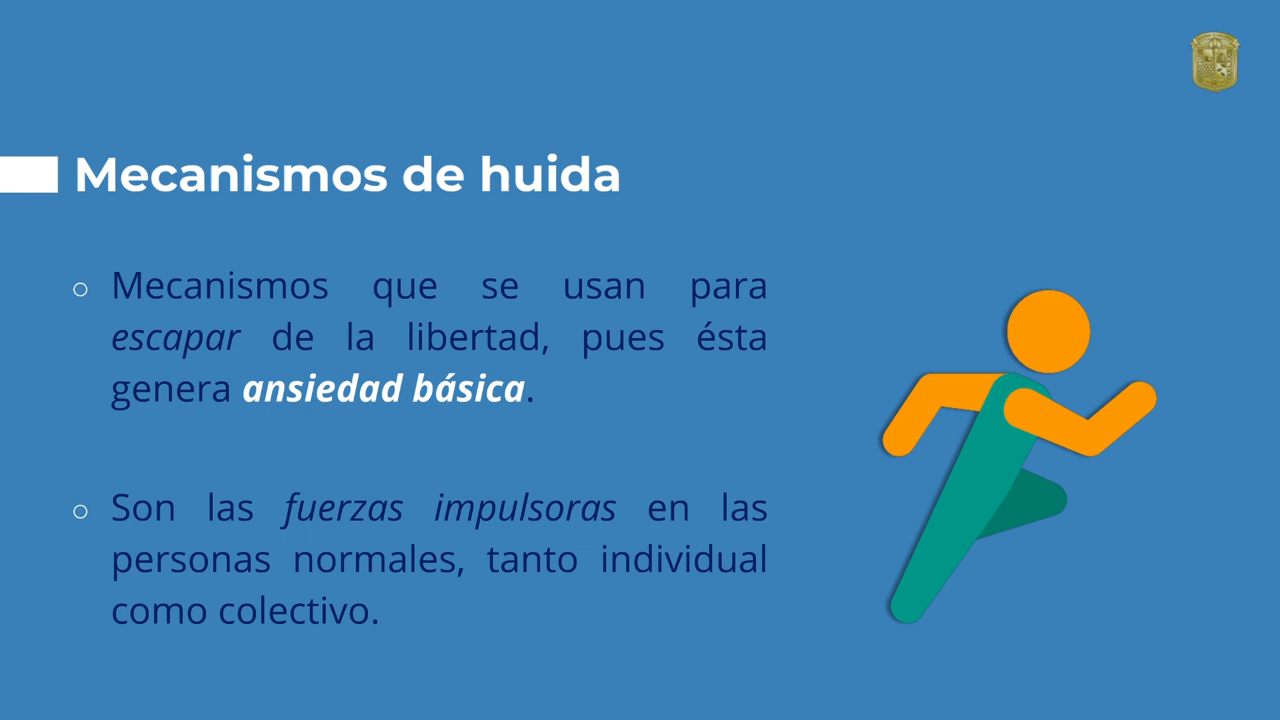 Mecanismos de huida
Mecanismos que se usan para
escapar de la libertad, pues ésta
genera ansiedad básica.
Son las fuerzas impulsoras en las
personas normales, tanto individual
como colectivo.